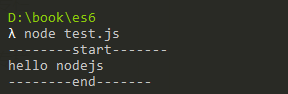 D:\book\es6
λ node test.js
--------start-------
hello nodejs
--------end-------